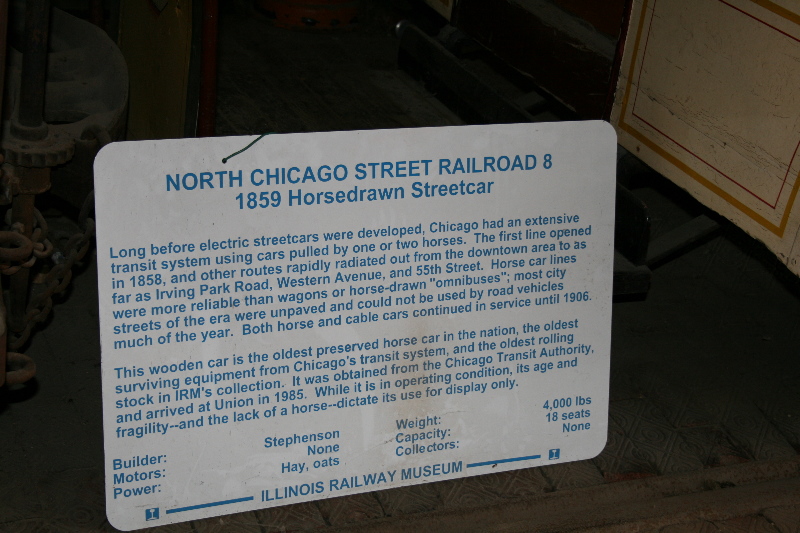 NORTH CHICAGO STREET RAILROAD 8
1859 Horsedrawn Streetcar
Long before electric streetcars were developed, Chicago had an extensive
transit system using cars pulled by one or two horses. The first line opened
in 1858, and other routes rapidly radiated out from the downtown area to as
far as Irving Park Road, Western Avenue, and 55th Street. Horse car lines
were more reliable than wagons or horse-drawn "omnibuses"; most city
streets of the era were unpaved and could not be used by road vehicles
much of the year. Both horse and cable cars continued in service until 1906.
This wooden car is the oldest preserved horse car in the nation, the oldest
surviving equipment from Chicago's transit system, and the oldest rolling
stock in IRM's collection. It was obtained from the Chicago Transit Authority,
and arrived at Union in 1985. While it is in operating condition, its age and
fragility--and the lack of a horse--dictate its use for display only.
Builder: Stephenson Weight: 4,000 lbs
Motors: None Capacity: 18 seats
Power: Hay, oats Collectors: None
I ILLINOIS RAILWAY MUSEUM I